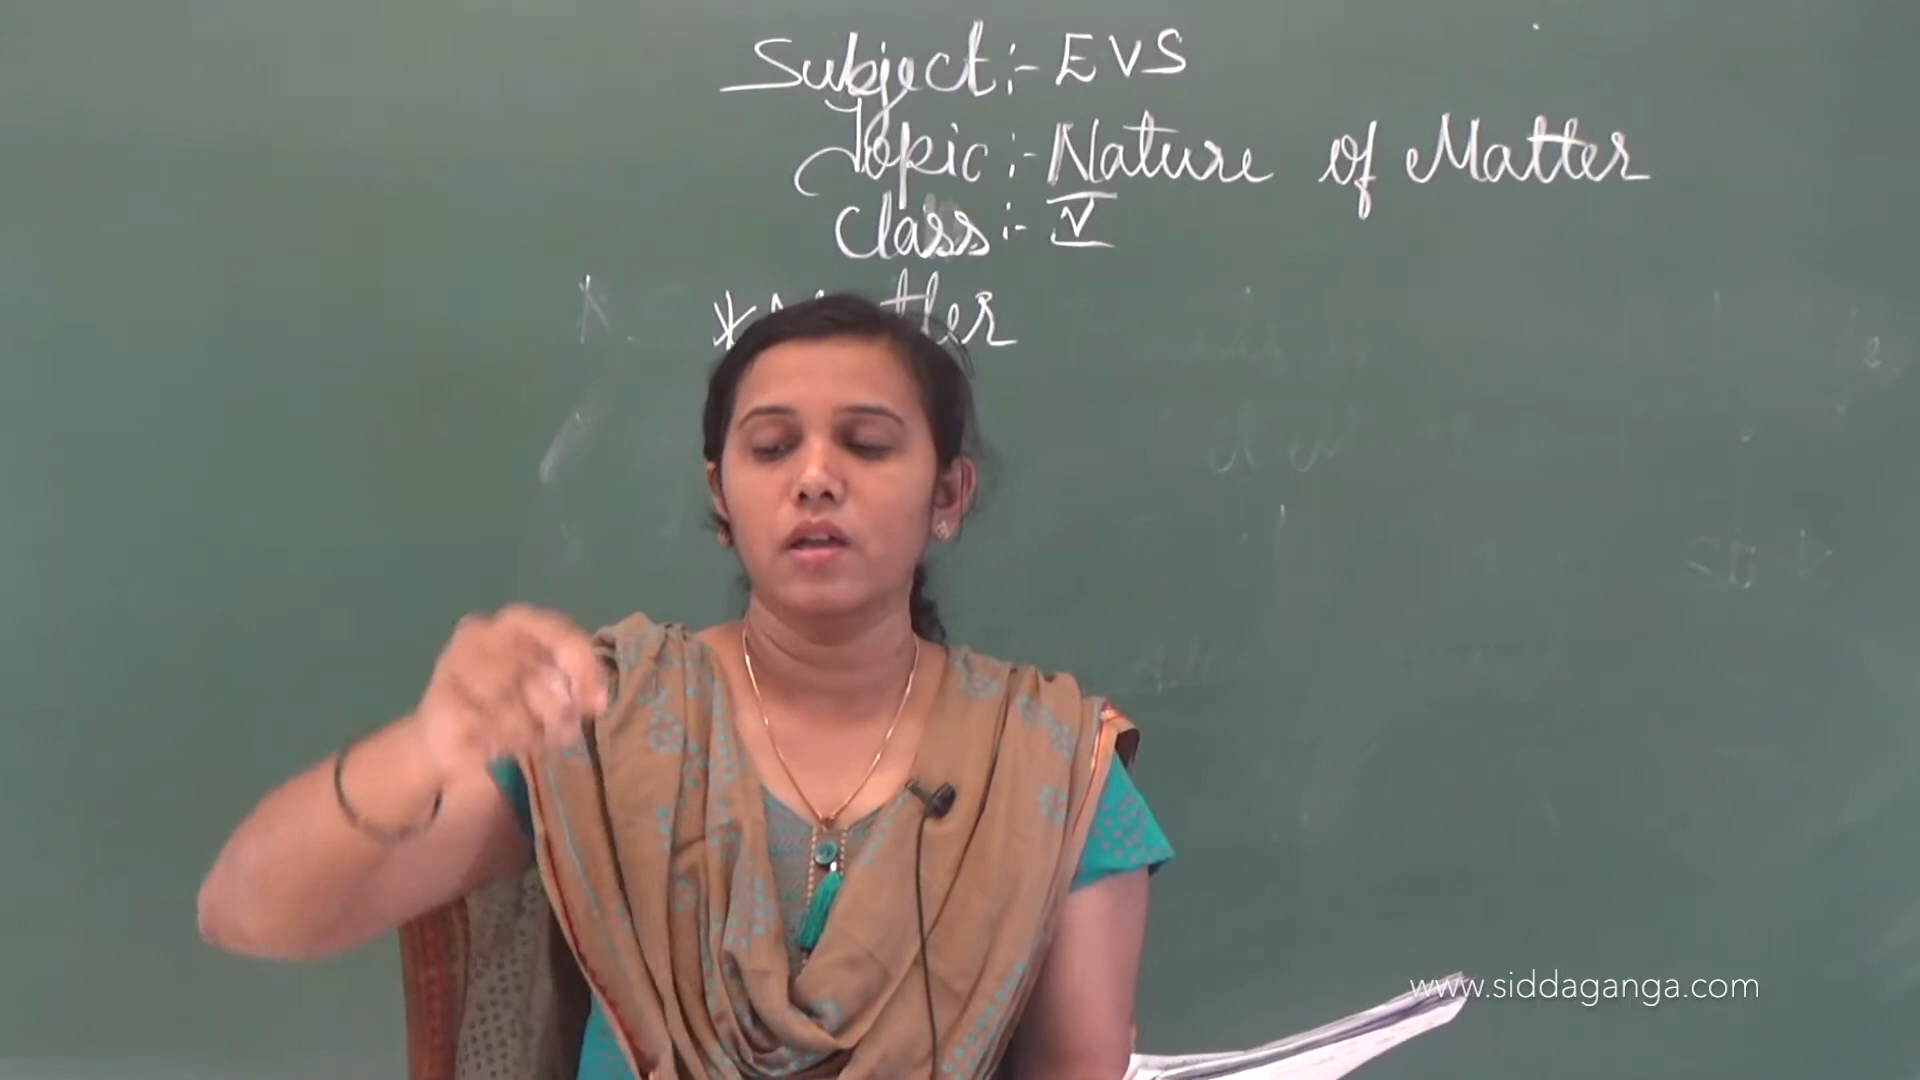 Subject:- EVS
Topic:- Nature of Matter
Class:- V
www.siddaganga.com